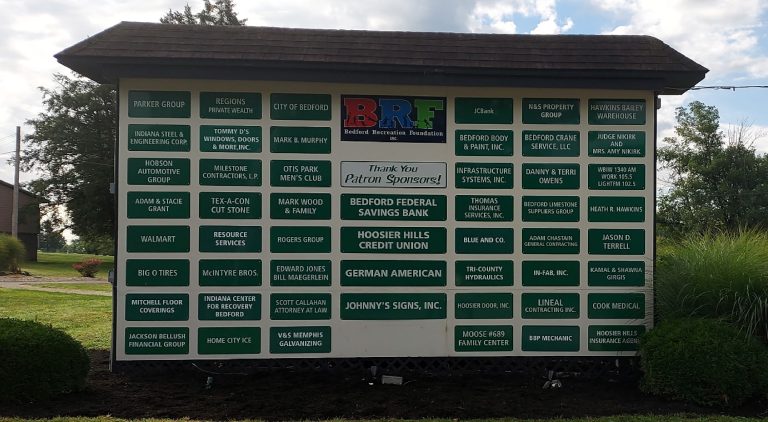 PARKER GROUP
REGIONS
PRIVATE WEALTH
CITY OF BEDFORD
BRF
Bedford Recreation Foundation
INC.
JCBank
N&S PROPERTY
GROUP
HAWKINS BAILEY
WAREHOUSE
INDIANA STEEL &
ENGINEERING CORP.
TOMMY D'S
WINDOWS, DOORS
& MORE, INC.
MARK B. MURPHY
BEDFORD BODY
& PAINT, INC.
BEDFORD CRANE
SERVICE, LLC
JUDGE NIKIRK
AND
MRS. AMY NIKIRK
HOBSON
AUTOMOTIVE
GROUP
MILESTONE
CONTRACTORS, L.P.
OTIS PARK
MEN'S CLUB
Thank You
Patron Sponsors!
INFRASTRUCTURE
SYSTEMS, INC.
DANNY & TERRI
OWENS
WBIW 1340 AM
WQRK 105.5
LIGHTFM 102.5
ADAM & STACIE
GRANT
TEX-A-CON
CUT STONE
MARK WOOD
& FAMILY
BEDFORD FEDERAL
SAVINGS BANK
THOMAS
INSURANCE
SERVICES, INC.
BEDFORD LIMESTONE
SUPPLIERS GROUP
HEATH R. HAWKINS
WALMART
RESOURCE
SERVICES
ROGERS GROUP
HOOSIER HILLS
CREDIT UNION
BLUE AND CO.
ADAM CHASTAIN
GENERAL CONTRACTING
JASON D.
TERRELL
BIG O TIRES
McINTYRE BROS.
EDWARD JONES
BILL MAEGERLEIN
GERMAN AMERICAN
TRI-COUNTY
HYDRAULICS
IN-FAB, INC.
KAMAL & SHAWNA
GIRGIS
MITCHELL FLOOR
COVERINGS
INDIANA CENTER
FOR RECOVERY
BEDFORD
SCOTT CALLAHAN
ATTORNEY AT LAW
JOHNNY'S SIGNS, INC.
HOOSIER DOOR, INC.
LINEAL
CONTRACTING INC.
COOK MEDICAL
JACKSON BELLUSH
FINANCIAL GROUP
HOME CITY ICE
V&S MEMPHIS
GALVANIZING
MOOSE #689
FAMILY CENTER
BBP MECHANIC
HOOSIER HILLS
INSURANCE AGENCY